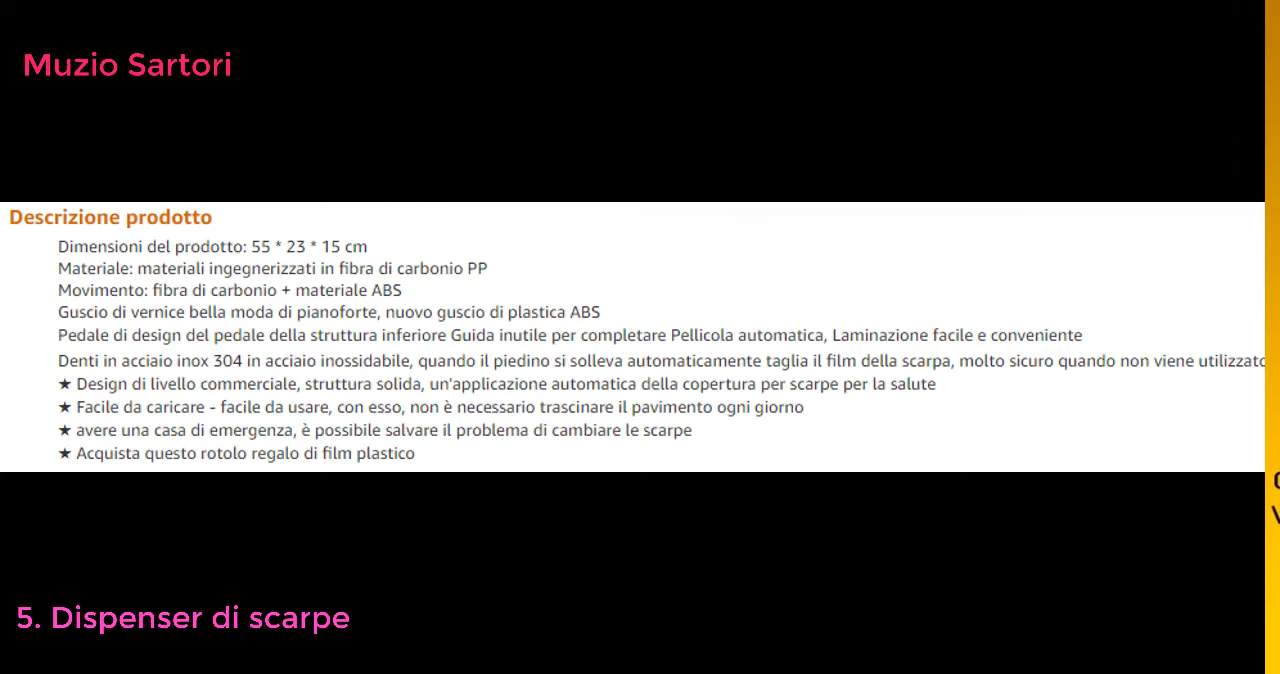 Muzio Sartori
Descrizione prodotto
Dimensioni del prodotto: 55 * 23 * 15 cm
Materiale: materiali ingegnerizzati in fibra di carbonio PP
Movimento: fibra di carbonio + materiale ABS
Guscio di vernice bella moda di pianoforte, nuovo guscio di plastica ABS
Pedale di design del pedale della struttura inferiore Guida inutile per completare Pellicola automatica, Laminazione facile e conveniente
Denti in acciaio inox 304 in acciaio inossidabile, quando il piedino si solleva automaticamente taglia il film della scarpa, molto sicuro quando non viene utilizzato
★ Design di livello commerciale, struttura solida, un'applicazione automatica della copertura per scarpe per la salute
★ Facile da caricare - facile da usare, con esso, non è necessario trascinare il pavimento ogni giorno
★ avere una casa di emergenza, è possibile salvare il problema di cambiare le scarpe
★ Acquista questo rotolo regalo di film plastico
5. Dispenser di scarpe